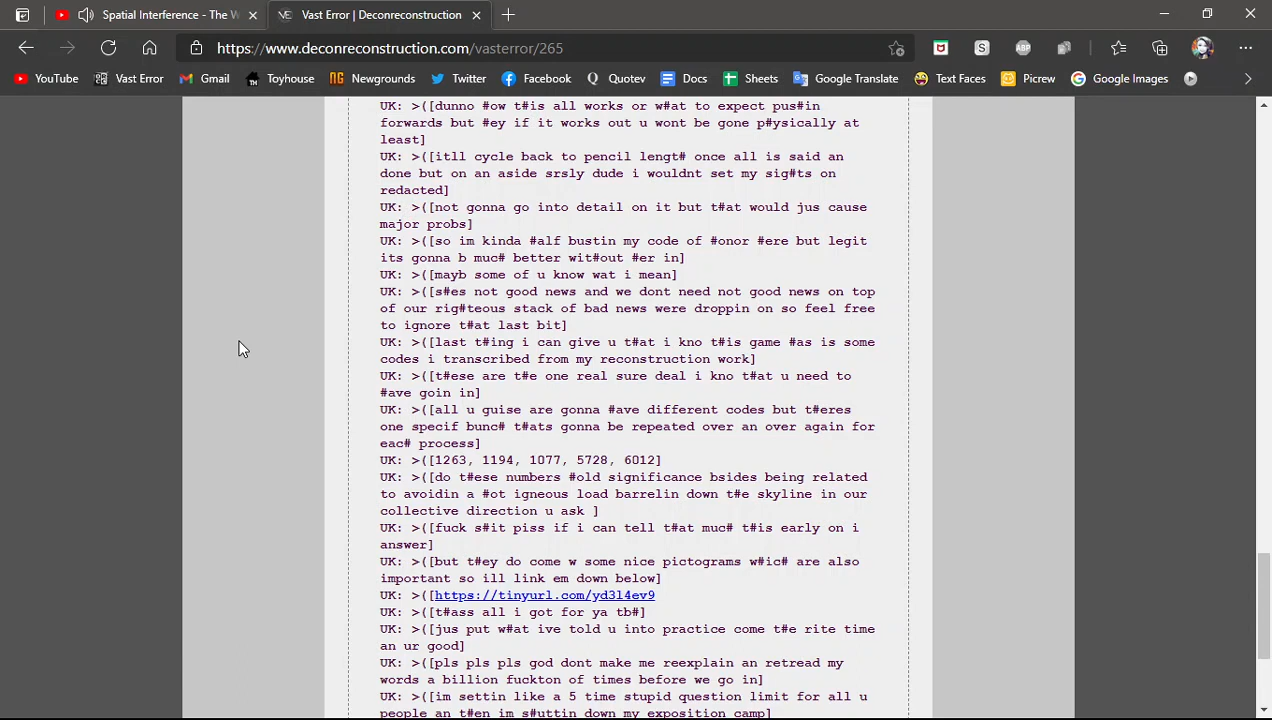 Spatial Interference - The W
Vast Error | Deconreconstruction
https://www.deconreconstruction.com/vasterror/265
YouTube
Vast Error
Gmail
Toyhouse
Newgrounds
Twitter
Facebook
Quotev
Docs
Sheets
Google Translate
Text Faces
Picrew
Google Images
UK: >([dunno #ow t#is all works or w#at to expect pus#in
forwards but #ey if it works out u wont be gone p#ysically at
least]
UK: >([itll cycle back to pencil lengt# once all is said an
done but on an aside srsly dude i wouldnt set my sig#ts on
redacted]
UK: >([not gonna go into detail on it but t#at would jus cause
major probs]
UK: >([so im kinda #alf bustin my code of #onor #ere but legit
its gonna b muc# better wit#out #er in]
UK: >([mayb some of u know wat i mean]
UK: >([s#es not good news and we dont need not good news on top
of our rig#teous stack of bad news were droppin on so feel free
to ignore t#at last bit]
UK: >([last t#ing i can give u t#at i kno t#is game #as is some
codes i transcribed from my reconstruction work]
UK: >([t#ese are t#e one real sure deal i kno t#at u need to
#ave goin in]
UK: >([all u guise are gonna #ave different codes but t#eres
one specif bunc# t#ats gonna be repeated over an over again for
eac# process]
UK: >([1263, 1194, 1077, 5728, 6012]
UK: >([do t#ese numbers #old significance bsides being related
to avoidin a #ot igneous load barrelin down t#e skyline in our
collective direction u ask ]
UK: >([fuck s#it piss if i can tell t#at muc# t#is early on i
answer]
UK: >([but t#ey do come w some nice pictograms w#ic# are also
important so ill link em down below]
UK: >([https://tinyurl.com/yd3l4ev9
UK: >([t#ass all i got for ya tb#]
UK: >([jus put w#at ive told u into practice come t#e rite time
an ur good]
UK: >([pls pls pls god dont make me reexplain an retread my
words a billion fuckton of times before we go in]
UK: >([im settin like a 5 time stupid question limit for all u
people an t#en im s#uttin down my exposition camp]